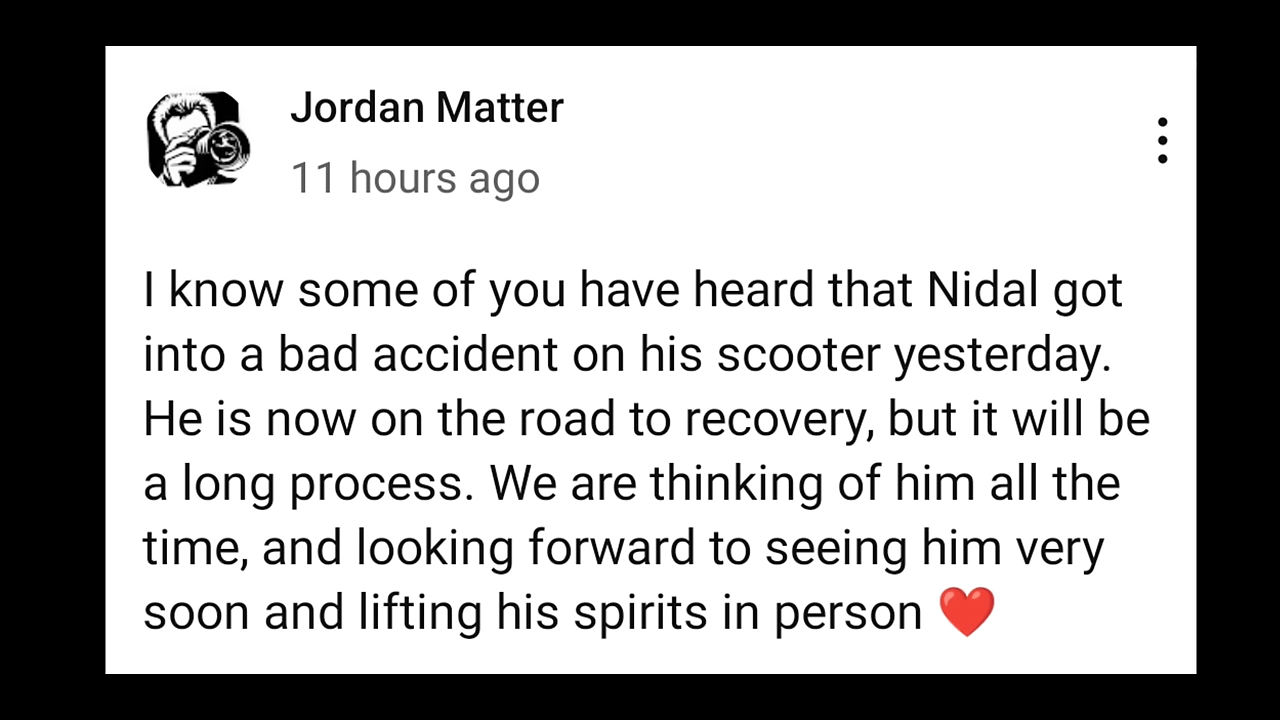 Jordan Matter
11 hours ago
I know some of you have heard that Nidal got
into a bad accident on his scooter yesterday.
He is now on the road to recovery, but it will be
a long process. We are thinking of him all the
time, and looking forward to seeing him very
soon and lifting his spirits in person ❤️